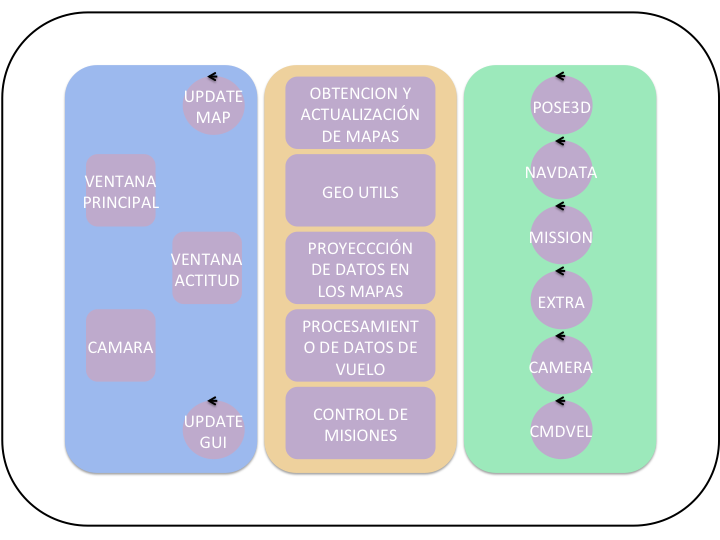 UPDATE
MAP
VENTANA
PRINCIPAL
VENTANA
ACTITUD
CAMARA
UPDATE
GUI
OBTENCION Y
ACTUALIZACIÓN
DE MAPAS
GEO UTILS
PROYECCCIÓN
DE DATOS EN
LOS MAPAS
PROCESAMIENT
O DE DATOS DE
VUELO
CONTROL DE
MISIONES
POSE3D
NAVDATA
MISSION
EXTRA
CAMERA
CMDVEL